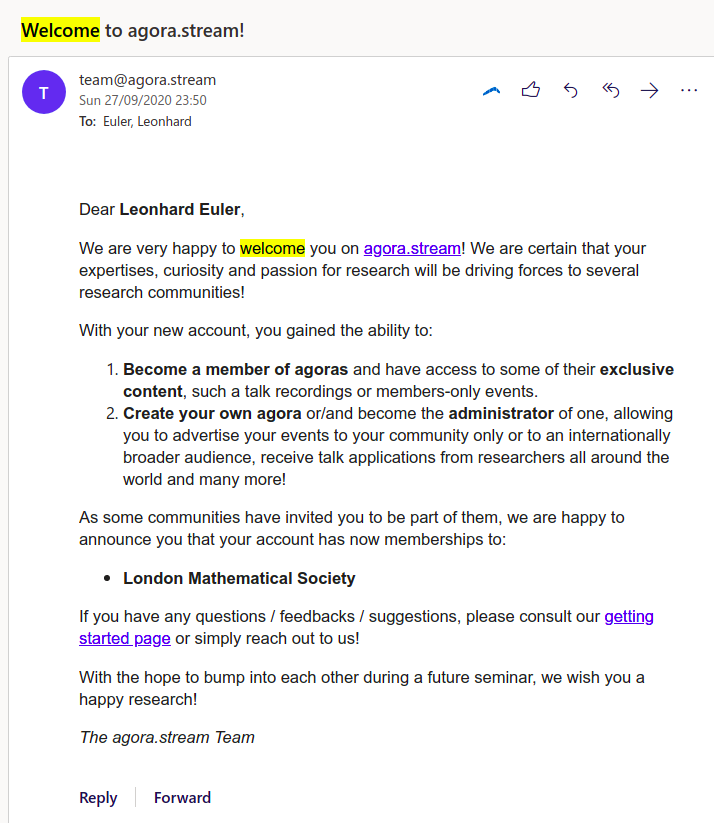 Welcome to agora.stream!
T
team@agora.stream
Sun 27/09/2020 23:50
To: Euler, Leonhard
Dear Leonhard Euler,
We are very happy to welcome you on agora.stream! We are certain that your
expertises, curiosity and passion for research will be driving forces to several
research communities!
With your new account, you gained the ability to:
1. Become a member of agoras and have access to some of their exclusive
content, such a talk recordings or members-only events.
2. Create your own agora or/and become the administrator of one, allowing
you to advertise your events to your community only or to an internationally
broader audience, receive talk applications from researchers all around the
world and many more!
As some communities have invited you to be part of them, we are happy to
announce you that your account has now memberships to:
• London Mathematical Society
If you have any questions / feedbacks / suggestions, please consult our getting
started page or simply reach out to us!
With the hope to bump into each other during a future seminar, we wish you a
happy research!
The agora.stream Team
Reply Forward